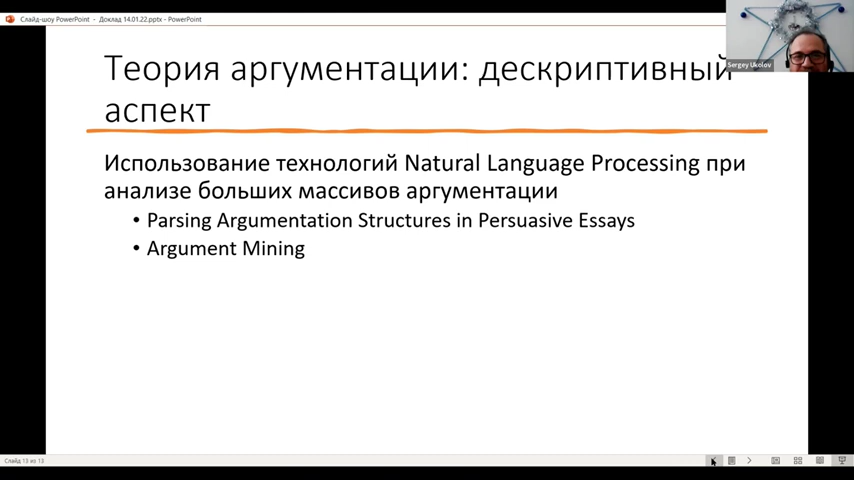 Слайд-шоу PowerPoint - Доклад 14.01.22.pptx - PowerPoint
Sergey Ukolov
Теория аргументации: дескриптивный
аспект
Использование технологий Natural Language Processing при
анализе больших массивов аргументации
• Parsing Argumentation Structures in Persuasive Essays
• Argument Mining
Слайд 13 из 13